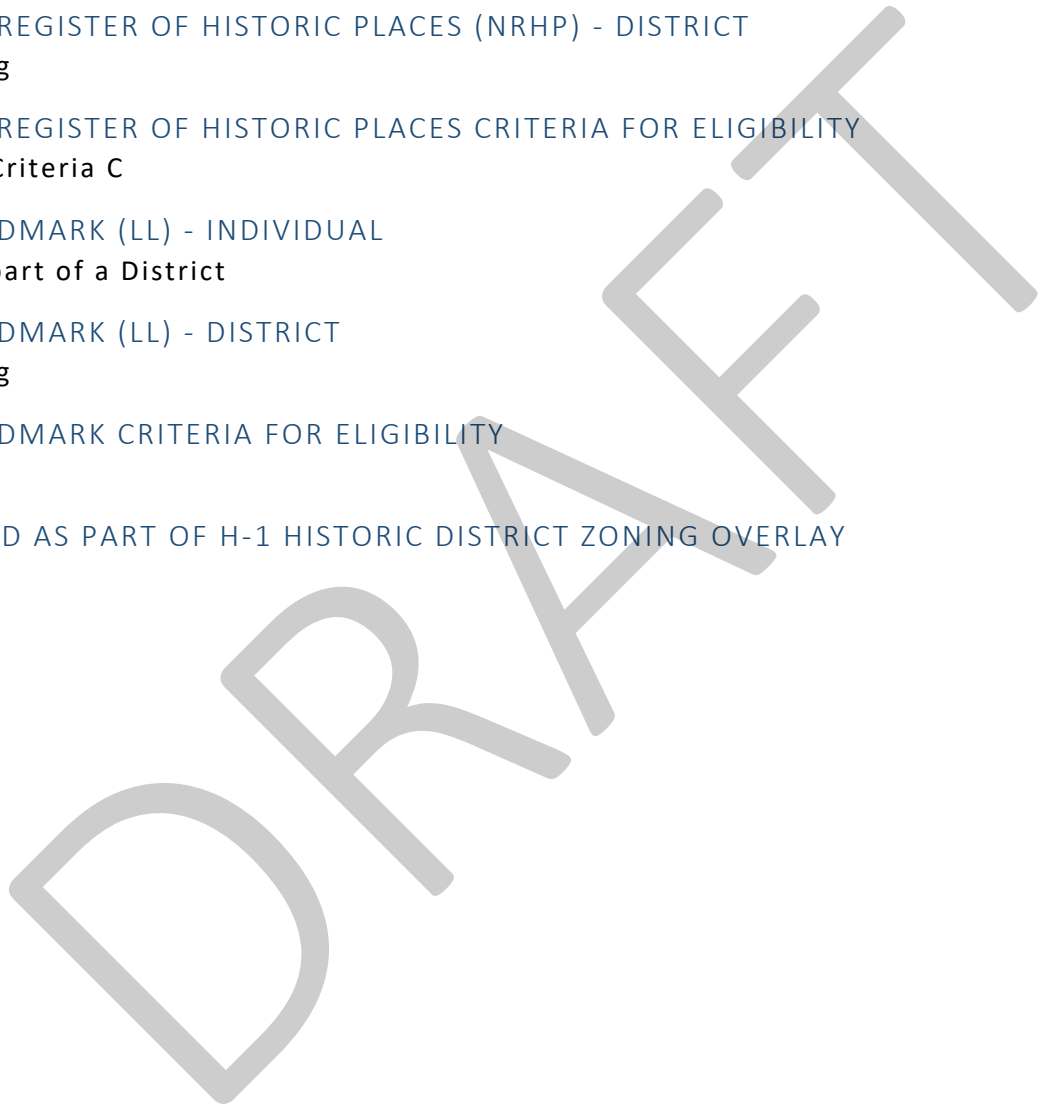 REGISTER OF HISTORIC PLACES (NRHP) - DISTRICT
g
REGISTER OF HISTORIC PLACES CRITERIA FOR ELIGIBILITY
Criteria C
DMARK (LL) - INDIVIDUAL
part of a District
DMARK (LL) - DISTRICT
g
DMARK CRITERIA FOR ELIGIBILITY
D AS PART OF H-1 HISTORIC DISTRICT ZONING OVERLAY
DRAFT